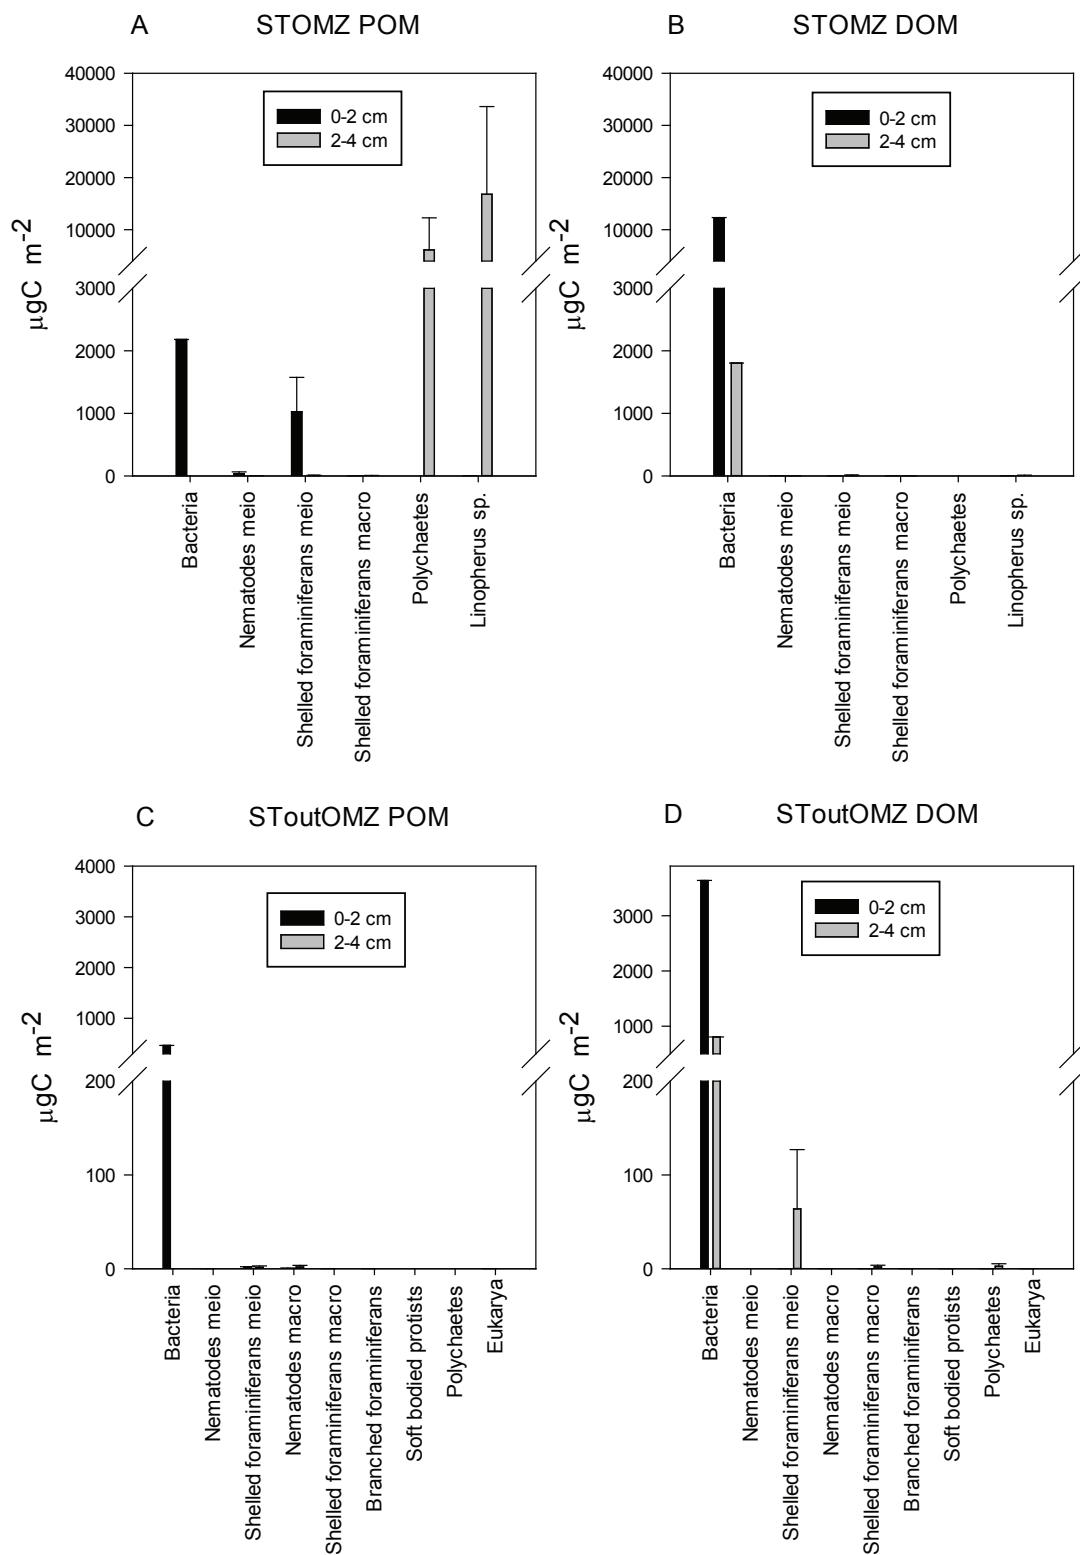 A STOMZ POM
40000
30000
20000
10000
3000
2000
1000
0
µgC m-2
0-2 cm
2-4 cm
Bacteria
Nematodes meio
Shelled foraminiferans meio
Shelled foraminiferans macro
Polychaetes
Linopherus sp.
B STOMZ DOM
40000
30000
20000
10000
3000
2000
1000
0
µgC m-2
0-2 cm
2-4 cm
Bacteria
Nematodes meio
Shelled foraminiferans meio
Shelled foraminiferans macro
Polychaetes
Linopherus sp.
C SToutOMZ POM
4000
3000
2000
1000
200
100
0
µgC m-2
0-2 cm
2-4 cm
Bacteria
Nematodes meio
Shelled foraminiferans meio
Nematodes macro
Shelled foraminiferans macro
Branched foraminiferans
Soft bodied protists
Polychaetes
Eukarya
D SToutOMZ DOM
3000
2000
1000
200
100
0
µgC m-2
0-2 cm
2-4 cm
Bacteria
Nematodes meio
Shelled foraminiferans meio
Nematodes macro
Shelled foraminiferans macro
Branched foraminiferans
Soft bodied protists
Polychaetes
Eukarya